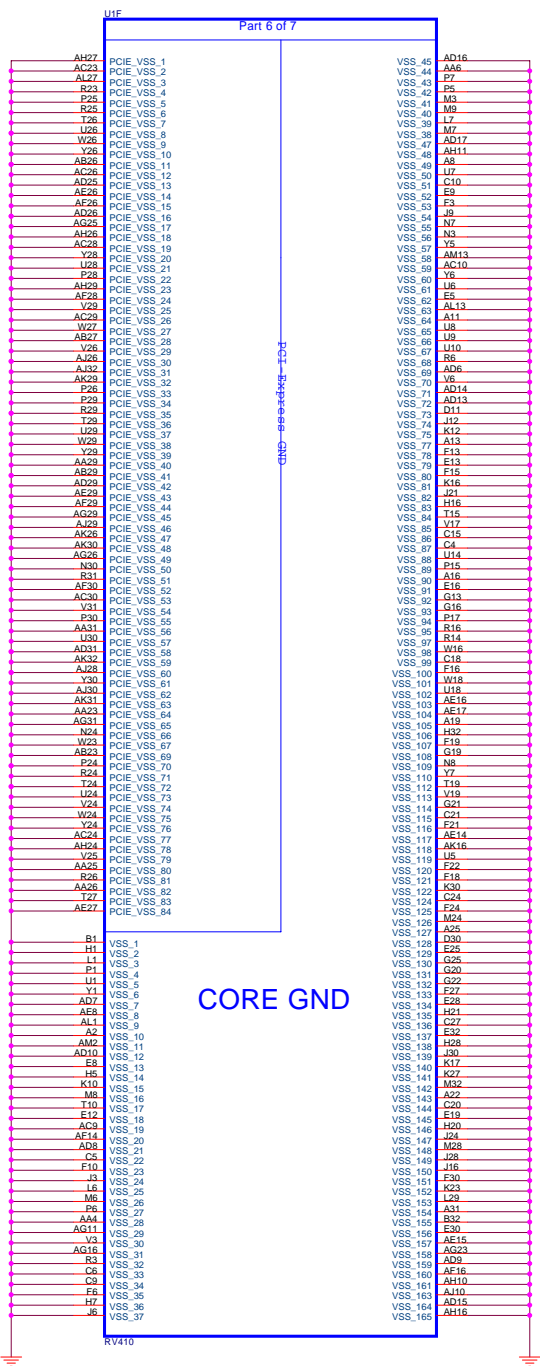 U1F
Part 6 of 7
AH27 PCIE_VSS_1
AC23 PCIE_VSS_2
AL27 PCIE_VSS_3
R23 PCIE_VSS_4
P25 PCIE_VSS_5
R25 PCIE_VSS_6
T26 PCIE_VSS_7
U26 PCIE_VSS_8
W26 PCIE_VSS_9
Y26 PCIE_VSS_10
AB26 PCIE_VSS_11
AC26 PCIE_VSS_12
AD25 PCIE_VSS_13
AE26 PCIE_VSS_14
AF26 PCIE_VSS_15
AD26 PCIE_VSS_16
AG25 PCIE_VSS_17
AH26 PCIE_VSS_18
AC28 PCIE_VSS_19
Y28 PCIE_VSS_20
U28 PCIE_VSS_21
P28 PCIE_VSS_22
AH29 PCIE_VSS_23
AF28 PCIE_VSS_24
V29 PCIE_VSS_25
AC29 PCIE_VSS_26
W27 PCIE_VSS_27
AB27 PCIE_VSS_28
V26 PCIE_VSS_29
AJ26 PCIE_VSS_30
AJ32 PCIE_VSS_31
AK29 PCIE_VSS_32
P26 PCIE_VSS_33
P29 PCIE_VSS_34
R29 PCIE_VSS_35
T29 PCIE_VSS_36
U29 PCIE_VSS_37
W29 PCIE_VSS_38
Y29 PCIE_VSS_39
AA29 PCIE_VSS_40
AB29 PCIE_VSS_41
AD29 PCIE_VSS_42
AE29 PCIE_VSS_43
AF29 PCIE_VSS_44
AG29 PCIE_VSS_45
AJ29 PCIE_VSS_46
AK26 PCIE_VSS_47
AK30 PCIE_VSS_48
AG26 PCIE_VSS_49
N30 PCIE_VSS_50
R31 PCIE_VSS_51
AF30 PCIE_VSS_52
AC30 PCIE_VSS_53
V31 PCIE_VSS_54
P30 PCIE_VSS_55
AA31 PCIE_VSS_56
U30 PCIE_VSS_57
AD31 PCIE_VSS_58
AK32 PCIE_VSS_59
AJ28 PCIE_VSS_60
Y30 PCIE_VSS_61
AJ30 PCIE_VSS_62
AK31 PCIE_VSS_63
AA23 PCIE_VSS_64
AG31 PCIE_VSS_65
N24 PCIE_VSS_66
W23 PCIE_VSS_67
AB23 PCIE_VSS_69
P24 PCIE_VSS_70
R24 PCIE_VSS_71
T24 PCIE_VSS_72
U24 PCIE_VSS_73
V24 PCIE_VSS_74
W24 PCIE_VSS_75
Y24 PCIE_VSS_76
AC24 PCIE_VSS_77
AH24 PCIE_VSS_78
V25 PCIE_VSS_79
AA25 PCIE_VSS_80
R26 PCIE_VSS_81
AA26 PCIE_VSS_82
T27 PCIE_VSS_83
AE27 PCIE_VSS_84
PCI-Express GND
B1 VSS_1
H1 VSS_2
L1 VSS_3
P1 VSS_4
U1 VSS_5
Y1 VSS_6
AD7 VSS_7
AE8 VSS_8
AL1 VSS_9
A2 VSS_10
AM2 VSS_11
AD10 VSS_12
E8 VSS_13
H5 VSS_14
K10 VSS_15
M8 VSS_16
T10 VSS_17
E12 VSS_18
AC9 VSS_19
AF14 VSS_20
AD8 VSS_21
C5 VSS_22
F10 VSS_23
J3 VSS_24
L6 VSS_25
M6 VSS_26
P6 VSS_27
AA4 VSS_28
AG11 VSS_29
V3 VSS_30
AG16 VSS_31
R3 VSS_32
C6 VSS_33
C9 VSS_34
F6 VSS_35
H7 VSS_36
J6 VSS_37
CORE GND
VSS_45 AD16
VSS_44 AA6
VSS_43 P7
VSS_42 P5
VSS_41 M3
VSS_40 M9
VSS_39 L7
VSS_38 M7
VSS_47 AD17
VSS_48 AH11
VSS_49 A8
VSS_50 U7
VSS_51 C10
VSS_52 E9
VSS_53 F3
VSS_54 J9
VSS_55 N7
VSS_56 N3
VSS_57 Y5
VSS_58 AM13
VSS_59 AC10
VSS_60 Y6
VSS_61 U6
VSS_62 E5
VSS_63 AL13
VSS_64 A11
VSS_65 U8
VSS_66 U9
VSS_67 U10
VSS_68 R6
VSS_69 AD6
VSS_70 V6
VSS_71 AD14
VSS_72 AD13
VSS_73 D11
VSS_74 J12
VSS_75 K12
VSS_77 A13
VSS_78 F13
VSS_79 E13
VSS_80 F15
VSS_81 K16
VSS_82 J21
VSS_83 H16
VSS_84 T15
VSS_85 V17
VSS_86 C15
VSS_87 C4
VSS_88 U14
VSS_89 P15
VSS_90 A16
VSS_91 E16
VSS_92 G13
VSS_93 G16
VSS_94 P17
VSS_95 R16
VSS_97 R14
VSS_98 W16
VSS_99 C18
VSS_100 F16
VSS_101 W18
VSS_102 U18
VSS_103 AE16
VSS_104 AE17
VSS_105 A19
VSS_106 H32
VSS_107 F19
VSS_108 G19
VSS_109 N8
VSS_110 Y7
VSS_112 T19
VSS_113 V19
VSS_114 G21
VSS_115 C21
VSS_116 F21
VSS_117 AE14
VSS_118 AK16
VSS_119 U5
VSS_120 F22
VSS_121 F18
VSS_122 K30
VSS_124 C24
VSS_125 F24
VSS_126 M24
VSS_127 A25
VSS_128 D30
VSS_129 E25
VSS_130 G25
VSS_131 G20
VSS_132 G22
VSS_133 F27
VSS_134 E28
VSS_135 H21
VSS_136 C27
VSS_137 E32
VSS_138 H28
VSS_139 J30
VSS_140 K17
VSS_141 K27
VSS_142 M32
VSS_143 A22
VSS_144 C20
VSS_145 E19
VSS_146 H20
VSS_147 J24
VSS_148 M28
VSS_149 J28
VSS_150 J16
VSS_151 F30
VSS_152 K23
VSS_153 L29
VSS_154 A31
VSS_155 B32
VSS_156 E30
VSS_157 AE15
VSS_158 AG23
VSS_159 AD9
VSS_160 AF16
VSS_161 AH10
VSS_163 AJ10
VSS_164 AD15
VSS_165 AH16
RV410